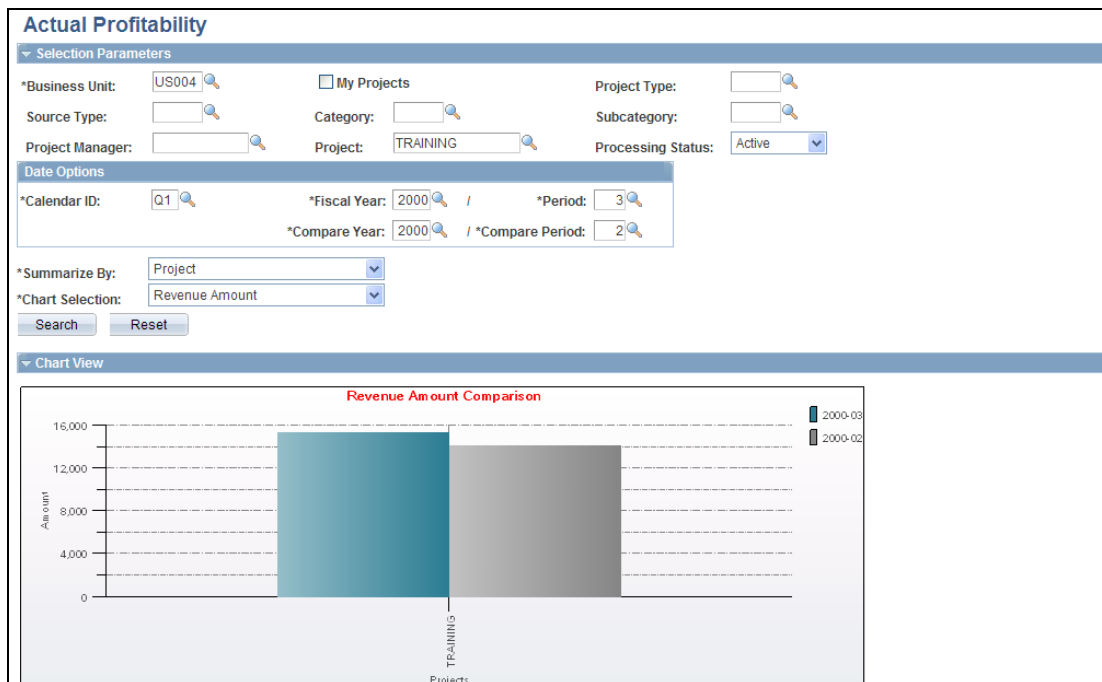 Actual Profitability
Selection Parameters
*Business Unit: US004 My Projects Project Type:
Source Type: Category: Subcategory:
Project Manager: Project: TRAINING Processing Status: Active
Date Options
*Calendar ID: Q1 *Fiscal Year: 2000 / *Period: 3
*Compare Year: 2000 / *Compare Period: 2
*Summarize By: Project
*Chart Selection: Revenue Amount
Search Reset
Chart View
Revenue Amount Comparison
2000-03
2000-02
16,000
12,000
8,000
4,000
0
Amount
TRAINING
Projects